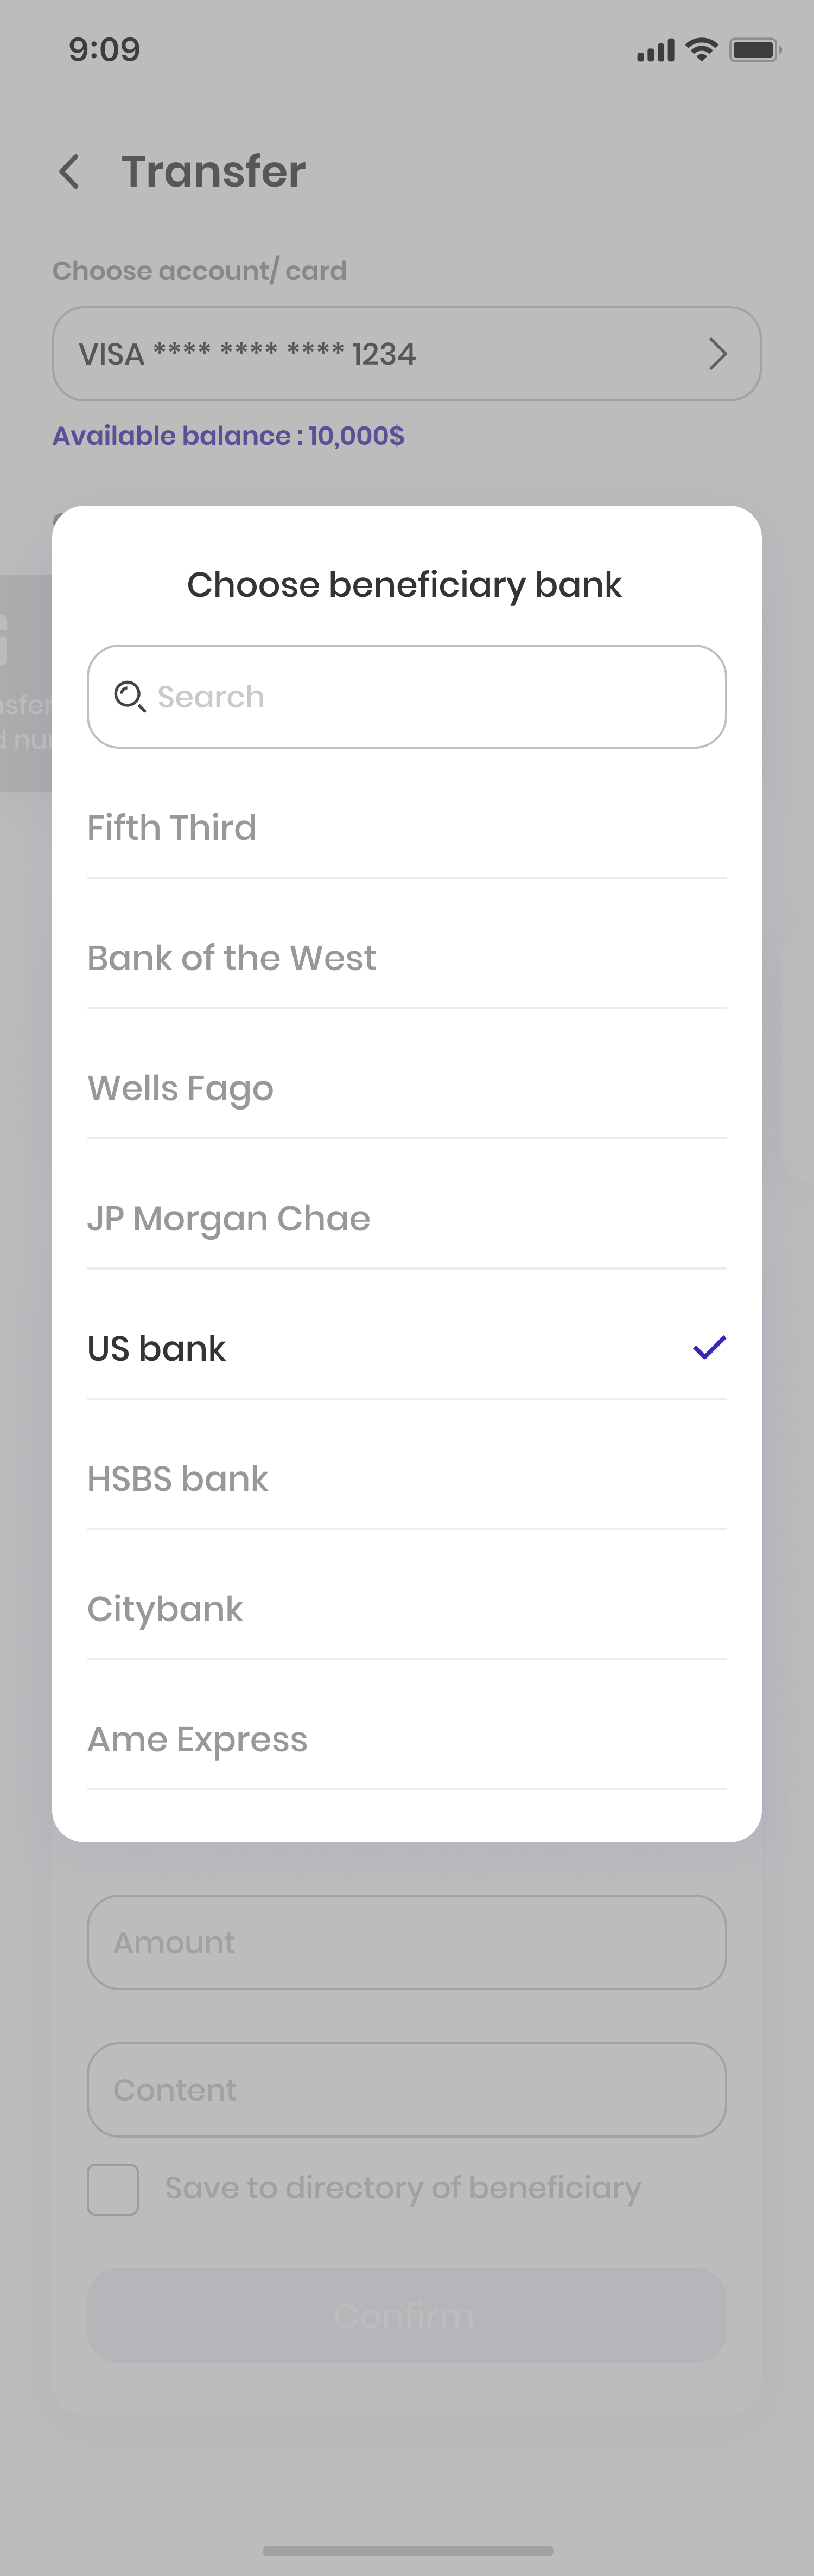 9:09
Transfer
Choose account/ card
VISA **** **** **** 1234
Available balance : 10,000$
Choose beneficiary bank
Search
Fifth Third
Bank of the West
Wells Fago
JP Morgan Chae
US bank
HSBS bank
Citybank
Ame Express
Amount
Content
Save to directory of beneficiary
Confirm